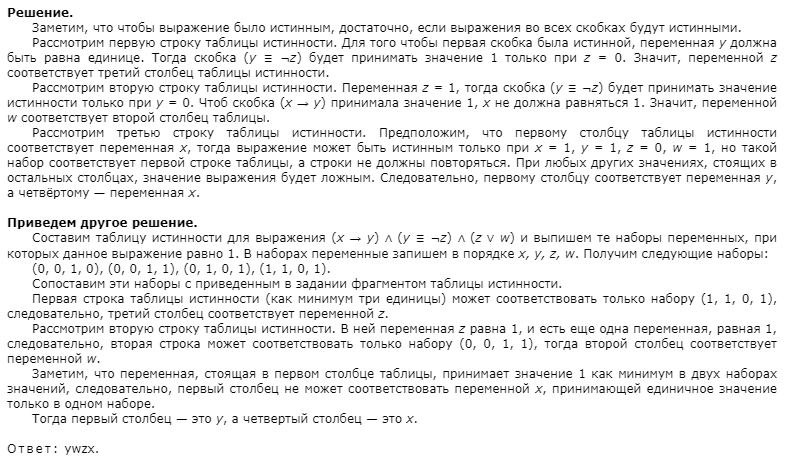 Решение.
Заметим, что чтобы выражение было истинным, достаточно, если выражения во всех скобках будут истинными.
Рассмотрим первую строку таблицы истинности. Для того чтобы первая скобка была истинной, переменная y должна
быть равна единице. Тогда скобка (y ≡ ¬z) будет принимать значение 1 только при z = 0. Значит, переменной z
соответствует третий столбец таблицы истинности.
Рассмотрим вторую строку таблицы истинности. Переменная z = 1, тогда скобка (y ≡ ¬z) будет принимать значение
истинности только при y = 0. Чтоб скобка (x → y) принимала значение 1, x не должна равняться 1. Значит, переменной
w соответствует второй столбец таблицы.
Рассмотрим третью строку таблицы истинности. Предположим, что первому столбцу таблицы истинности
соответствует переменная x, тогда выражение может быть истинным только при x = 1, y = 1, z = 0, w = 1, но такой
набор соответствует первой строке таблицы, а строки не должны повторяться. При любых других значениях, стоящих в
остальных столбцах, значение выражения будет ложным. Следовательно, первому столбцу соответствует переменная y,
а четвёртому — переменная x.
Приведем другое решение.
Составим таблицу истинности для выражения (x → y) ∧ (y ≡ ¬z) ∧ (z ∨ w) и выпишем те наборы переменных, при
которых данное выражение равно 1. В наборах переменные запишем в порядке x, y, z, w. Получим следующие наборы:
(0, 0, 1, 0), (0, 0, 1, 1), (0, 1, 0, 1), (1, 1, 0, 1).
Сопоставим эти наборы с приведенным в задании фрагментом таблицы истинности.
Первая строка таблицы истинности (как минимум три единицы) может соответствовать только набору (1, 1, 0, 1),
следовательно, третий столбец соответствует переменной z.
Рассмотрим вторую строку таблицы истинности. В ней переменная z равна 1, и есть еще одна переменная, равная 1,
следовательно, вторая строка может соответствовать только набору (0, 0, 1, 1), тогда второй столбец соответствует
переменной w.
Заметим, что переменная, стоящая в первом столбце таблицы, принимает значение 1 как минимум в двух наборах
значений, следовательно, первый столбец не может соответствовать переменной x, принимающей единичное значение
только в одном наборе.
Тогда первый столбец — это y, а четвертый столбец — это x.
Ответ: ywzx.